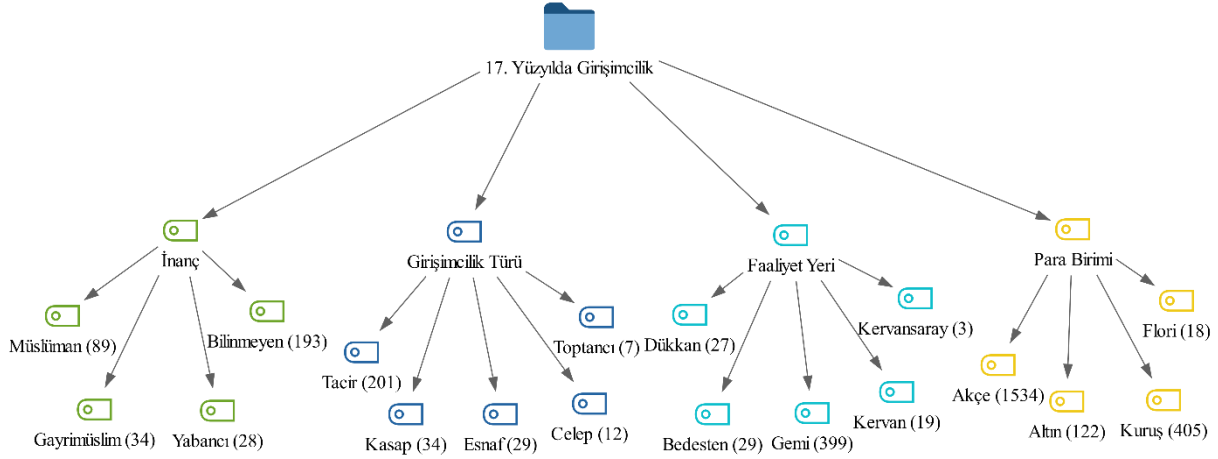 17. Yüzyılda Girişimcilik
İnanç
Girişimcilik Türü
Faaliyet Yeri
Para Birimi
Müslüman (89)
Gayrimüslim (34)
Yabancı (28)
Bilinmeyen (193)
Tacir (201)
Kasap (34)
Esnaf (29)
Celep (12)
Toptancı (7)
Dükkan (27)
Bedesten (29)
Gemi (399)
Kervan (19)
Kervansaray (3)
Akçe (1534)
Altın (122)
Kuruş (405)
Flori (18)